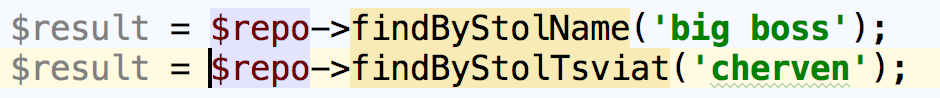 $result = $repo->findByStolName('big boss');
$result = $repo->findByStolTsviat('cherven');